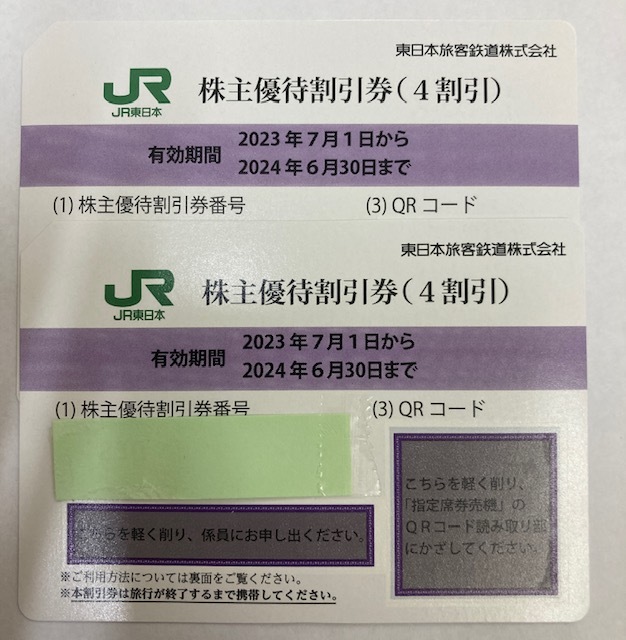 東日本旅客鉄道株式会社
JR
JR東日本
株主優待割引券(4割引)
有効期間
2023年7月1日から
2024年6月30日まで
(1) 株主優待割引券番号
(3) QRコード
東日本旅客鉄道株式会社
JR
JR東日本
株主優待割引券(4割引)
有効期間
2023年7月1日から
2024年6月30日まで
(1) 株主優待割引券番号
(3) QRコード
こちらを軽く削り、
「指定席券売機」の
QRコード読み取り部
にかざしてください。
こちらを軽く削り、係員にお申し出ください。
※ご利用方法については裏面をご覧ください。
※本割引券は旅行が終了するまで携帯してください。